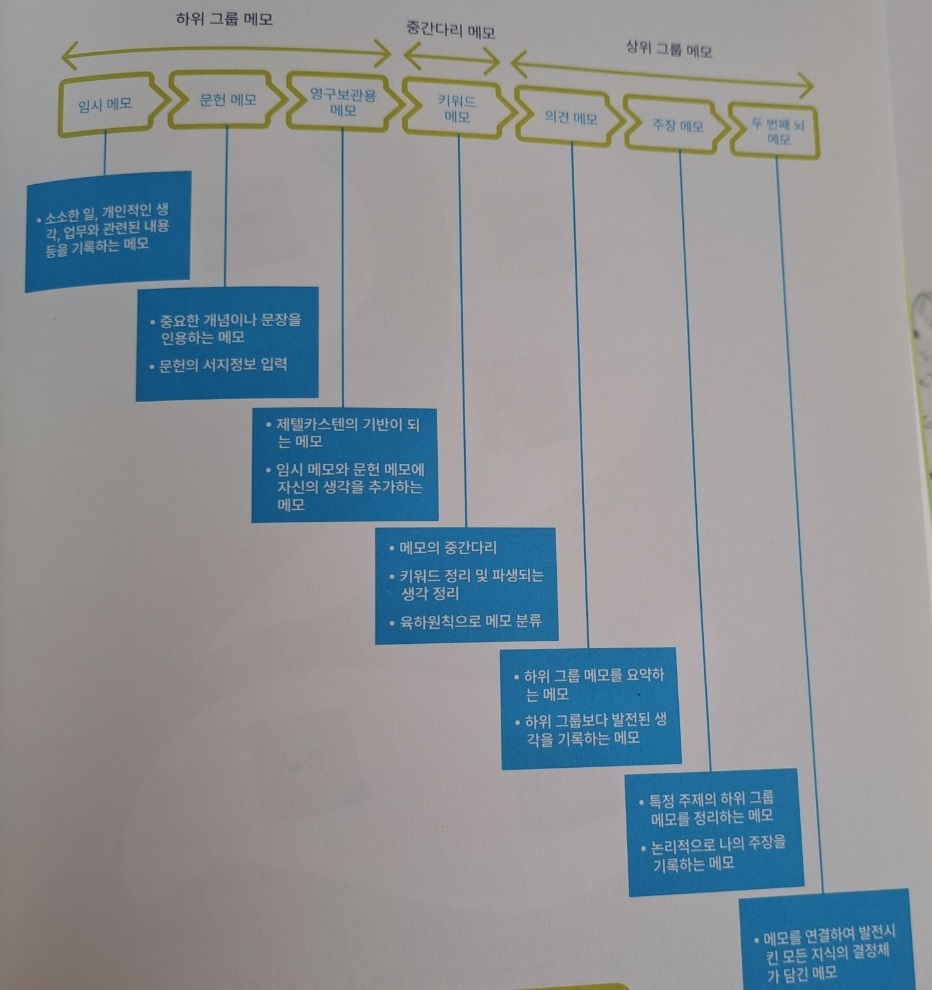 하위 그룹 메모
중간다리 메모
상위 그룹 메모
임시 메모
문헌 메모
영구보관용
메모
키워드
메모
의견 메모
주장 메모
두 번째 뇌
메모
• 소소한 일, 개인적인 생
각, 업무와 관련된 내용
등을 기록하는 메모
• 중요한 개념이나 문장을
인용하는 메모
• 문헌의 서지정보 입력
• 제텔카스텐의 기반이 되
는 메모
• 임시 메모와 문헌 메모에
자신의 생각을 추가하는
메모
• 메모의 중간다리
• 키워드 정리 및 파생되는
생각 정리
• 육하원칙으로 메모 분류
• 하위 그룹 메모를 요약하
는 메모
• 하위 그룹보다 발전된 생
각을 기록하는 메모
• 특정 주제의 하위 그룹
메모를 정리하는 메모
• 논리적으로 나의 주장을
기록하는 메모
• 메모를 연결하여 발전시
킨 모든 지식의 결정체
가 담긴 메모